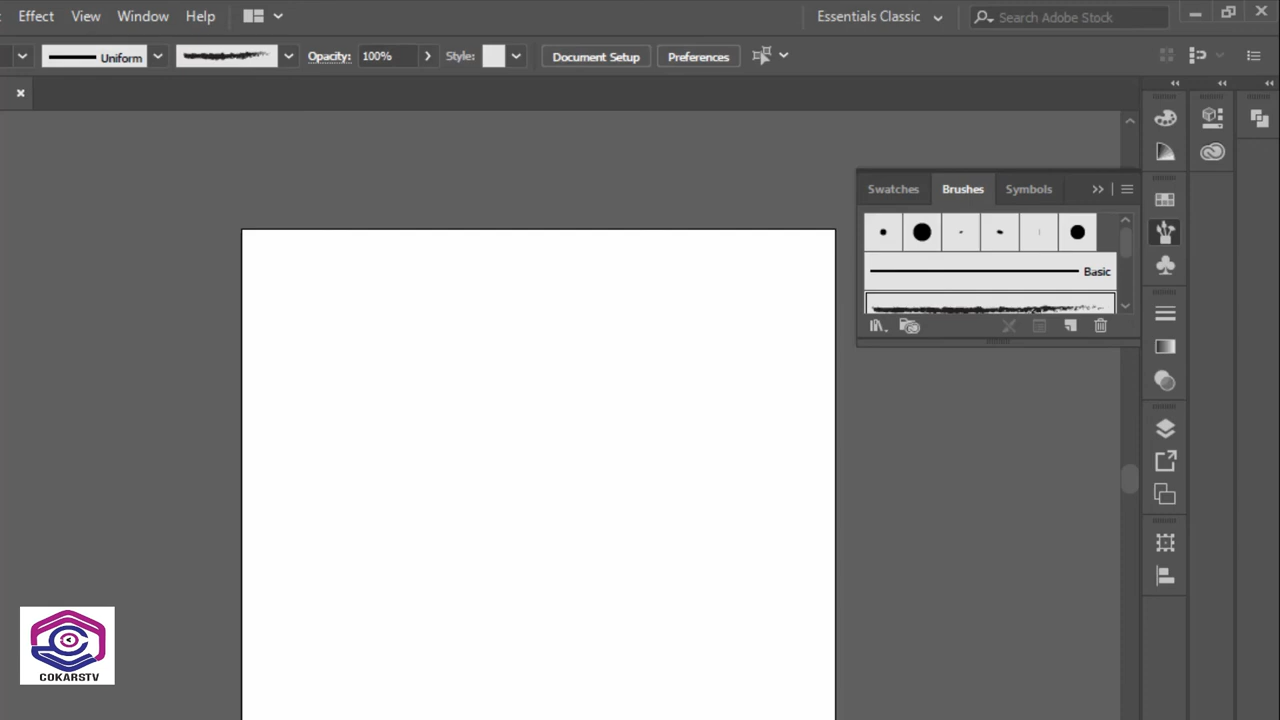 Effect View Window Help Essentials Classic Search Adobe Stock
Uniform Opacity: 100% Style: Document Setup Preferences
Swatches Brushes Symbols
Basic
COKARSTV